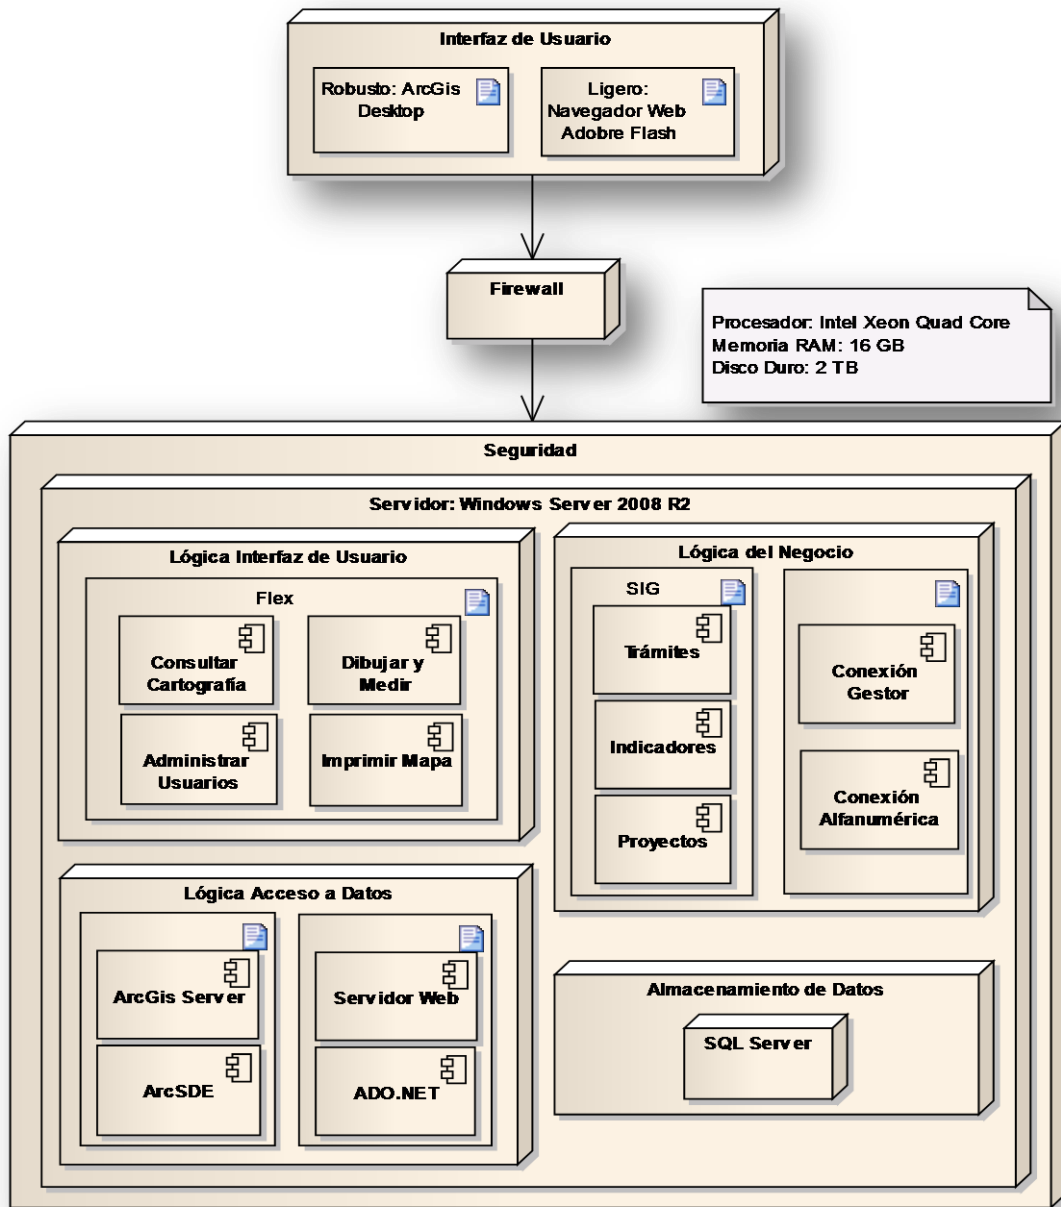 Interfaz de Usuario
Robusto: ArcGis
Desktop
Ligero:
Navegador Web
Adobre Flash
Firewall
Procesador: Intel Xeon Quad Core
Memoria RAM: 16 GB
Disco Duro: 2 TB
Seguridad
Servidor: Windows Server 2008 R2
Lógica Interfaz de Usuario
Flex
Consultar
Cartografía
Dibujar y
Medir
Administrar
Usuarios
Imprimir Mapa
Lógica del Negocio
SIG
Trámites
Indicadores
Proyectos
Conexión
Gestor
Conexión
Alfanumérica
Lógica Acceso a Datos
ArcGis Server
ArcSDE
Servidor Web
ADO.NET
Almacenamiento de Datos
SQL Server